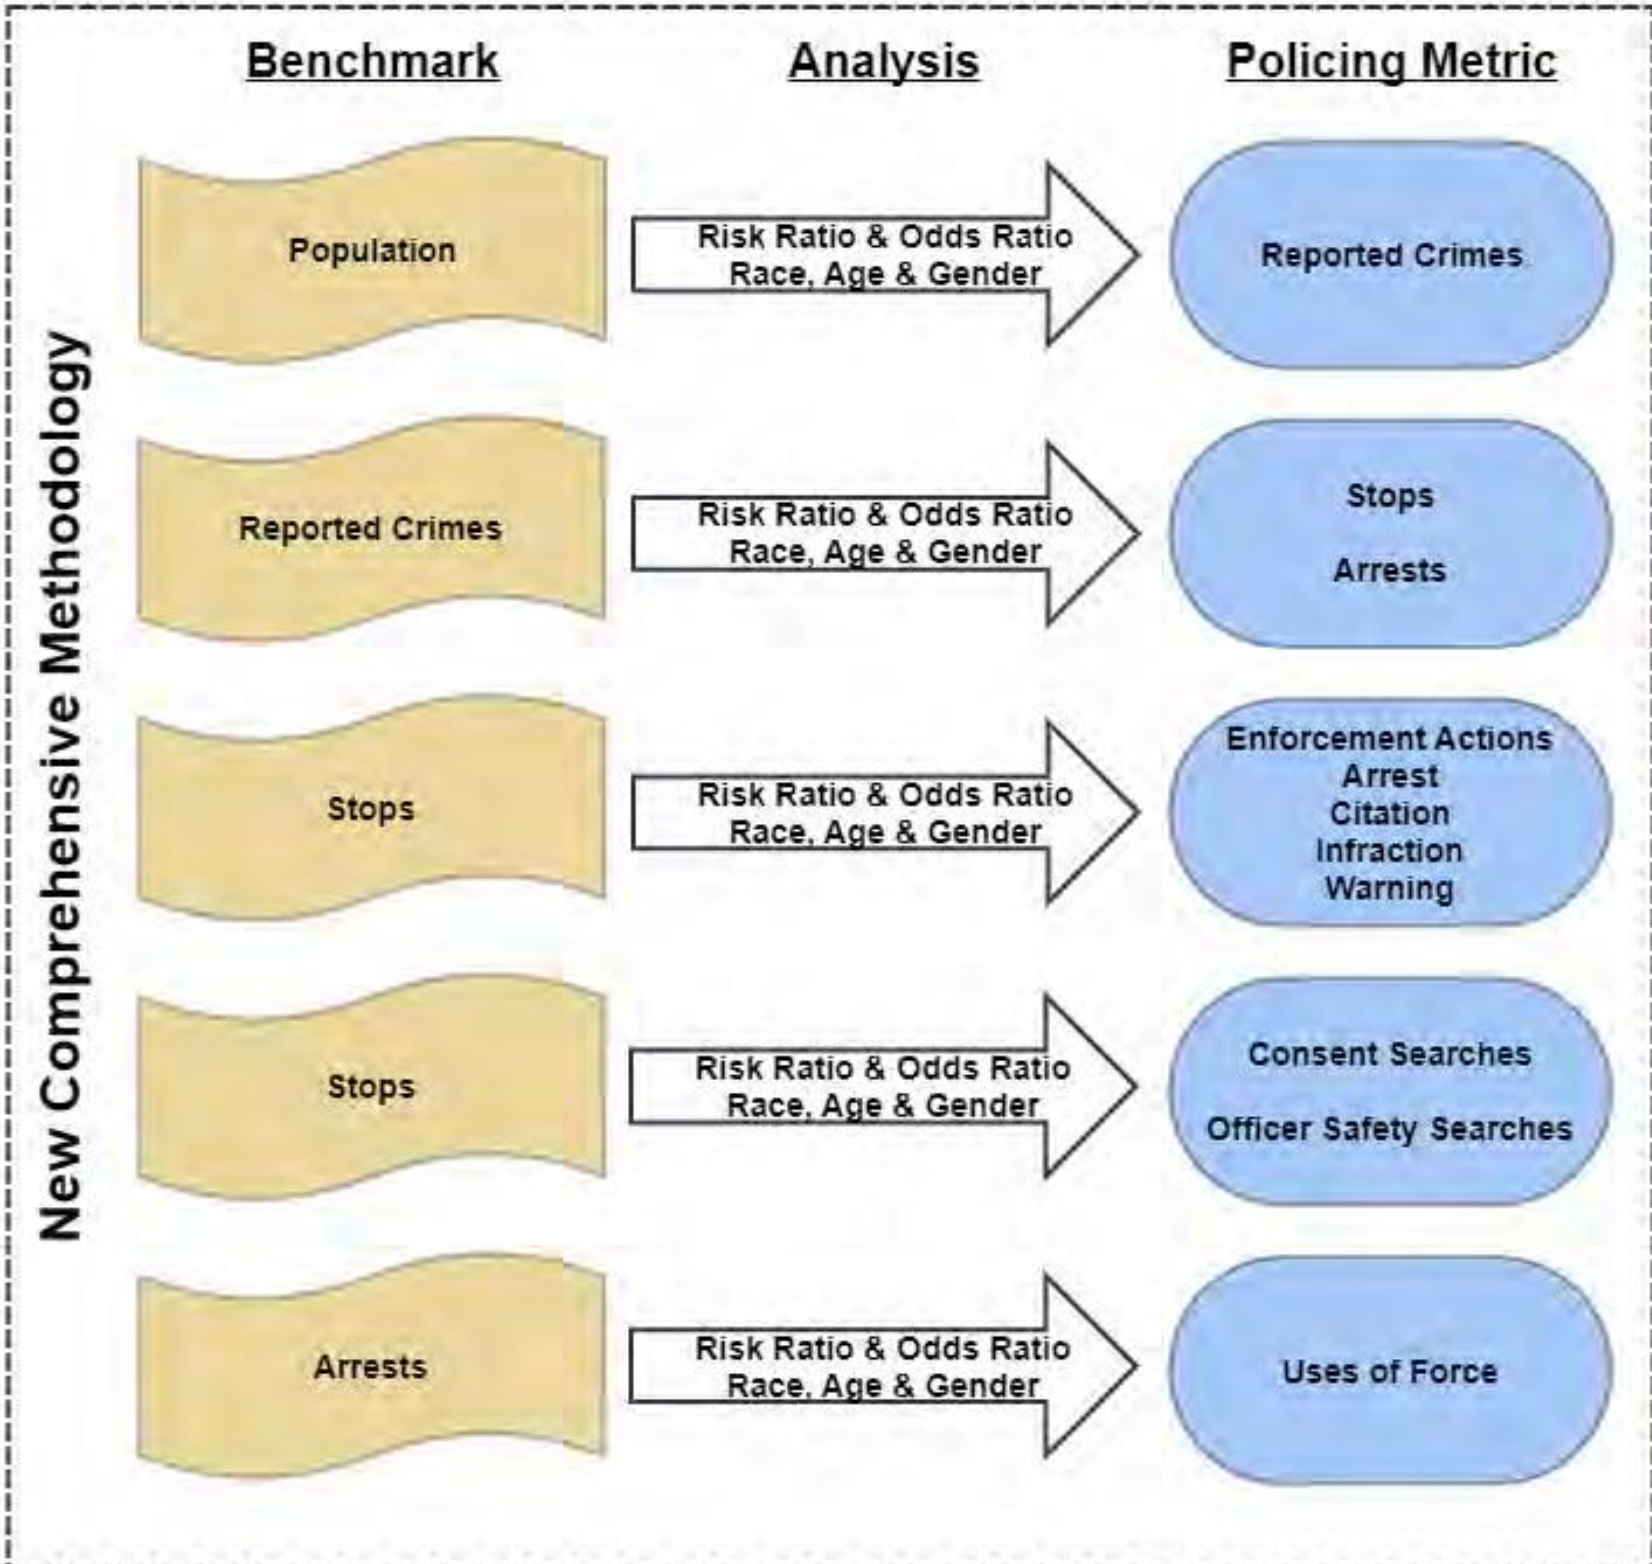 Benchmark
Analysis
Policing Metric
New Comprehensive Methodology
Population
Risk Ratio & Odds Ratio
Race, Age & Gender
Reported Crimes
Reported Crimes
Risk Ratio & Odds Ratio
Race, Age & Gender
Stops
Arrests
Stops
Risk Ratio & Odds Ratio
Race, Age & Gender
Enforcement Actions
Arrest
Citation
Infraction
Warning
Stops
Risk Ratio & Odds Ratio
Race, Age & Gender
Consent Searches
Officer Safety Searches
Arrests
Risk Ratio & Odds Ratio
Race, Age & Gender
Uses of Force